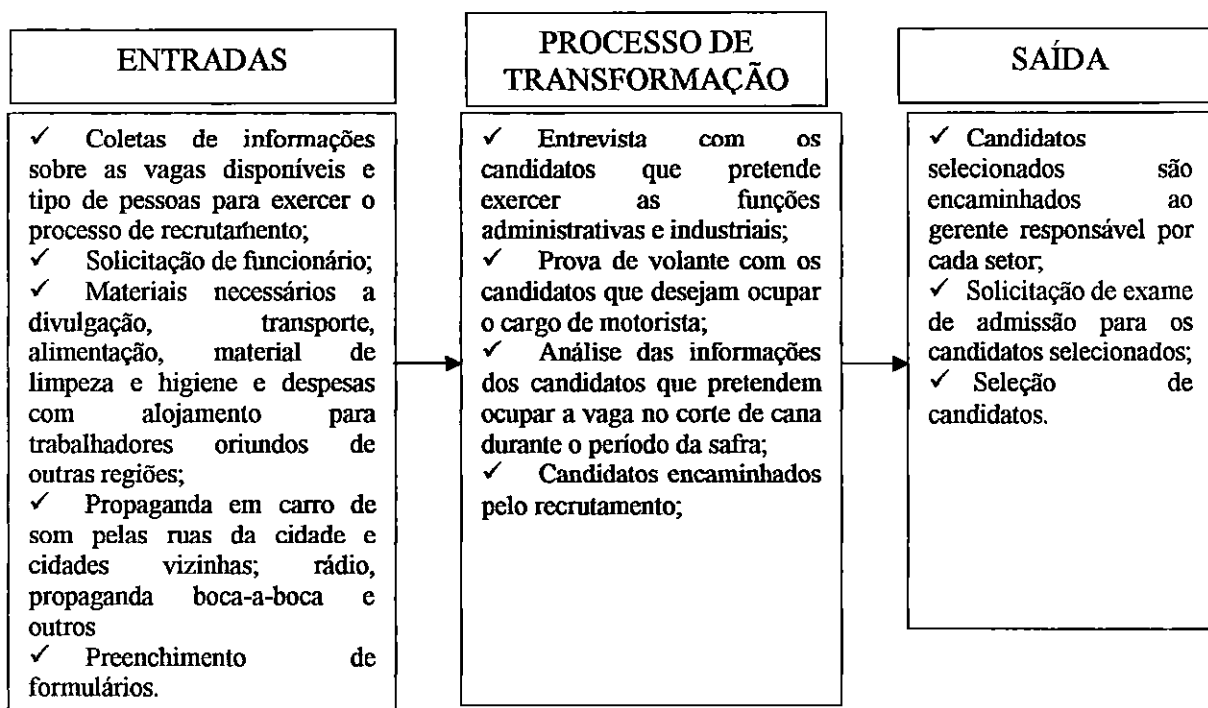 ENTRADAS
✓ Coletas de informações
sobre as vagas disponíveis e
tipo de pessoas para exercer o
processo de recrutamento;
✓ Solicitação de funcionário;
✓ Materiais necessários a
divulgação, transporte,
alimentação, material de
limpeza e higiene e despesas
com alojamento para
trabalhadores oriundos de
outras regiões;
✓ Propaganda em carro de
som pelas ruas da cidade e
cidades vizinhas; rádio,
propaganda boca-a-boca e
outros
✓ Preenchimento de
formulários.
PROCESSO DE
TRANSFORMAÇÃO
✓ Entrevista com os
candidatos que pretende
exercer as funções
administrativas e industriais;
✓ Prova de volante com os
candidatos que desejam ocupar
o cargo de motorista;
✓ Análise das informações
dos candidatos que pretendem
ocupar a vaga no corte de cana
durante o período da safra;
✓ Candidatos encaminhados
pelo recrutamento;
SAÍDA
✓ Candidatos
selecionados são
encaminhados ao
gerente responsável por
cada setor;
✓ Solicitação de exame
de admissão para os
candidatos selecionados;
✓ Seleção de
candidatos.